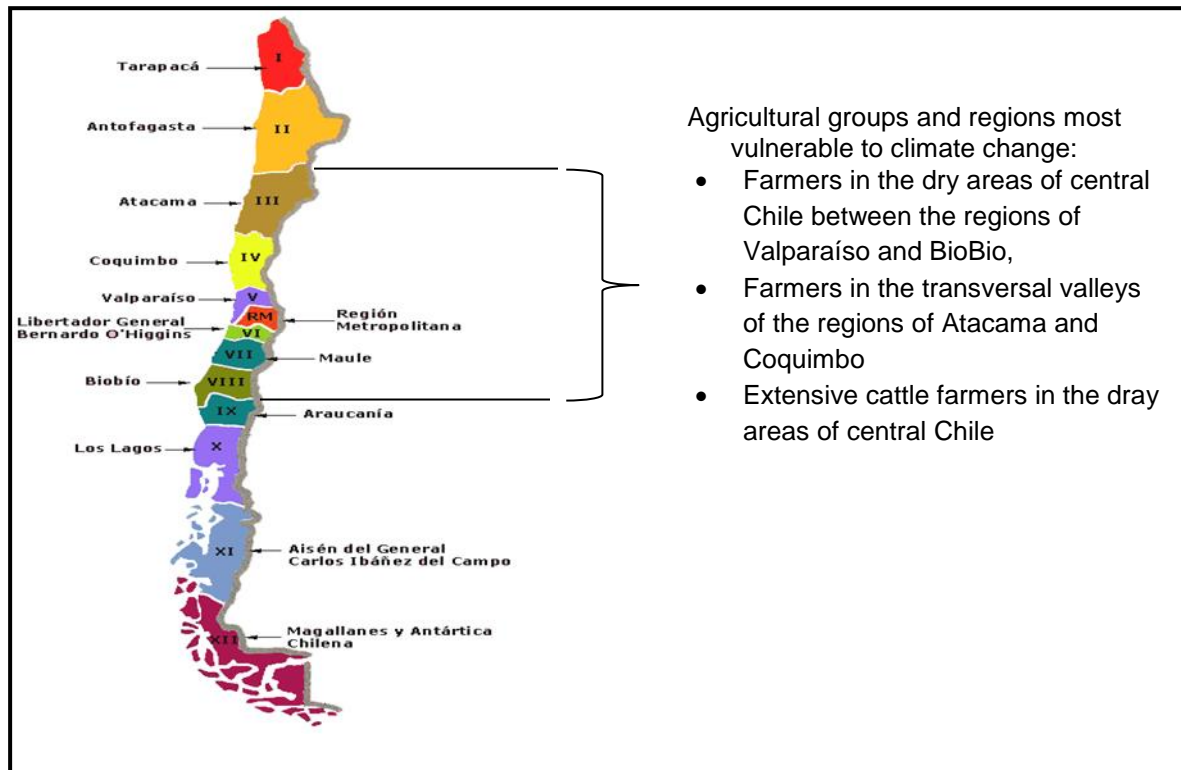 I
Tarapacá
II
Antofagasta
III
Atacama
IV
Coquimbo
V
Valparaíso
RM
Región
Metropolitana
Libertador General
Bernardo O'Higgins
VI
VII
Maule
VIII
Biobío
IX
Araucanía
X
Los Lagos
XI
Aisén del General
Carlos Ibáñez del Campo
XII
Magallanes y Antártica
Chilena
Agricultural groups and regions most
vulnerable to climate change:
• Farmers in the dry areas of central
Chile between the regions of
Valparaíso and BioBio,
• Farmers in the transversal valleys
of the regions of Atacama and
Coquimbo
• Extensive cattle farmers in the dray
areas of central Chile